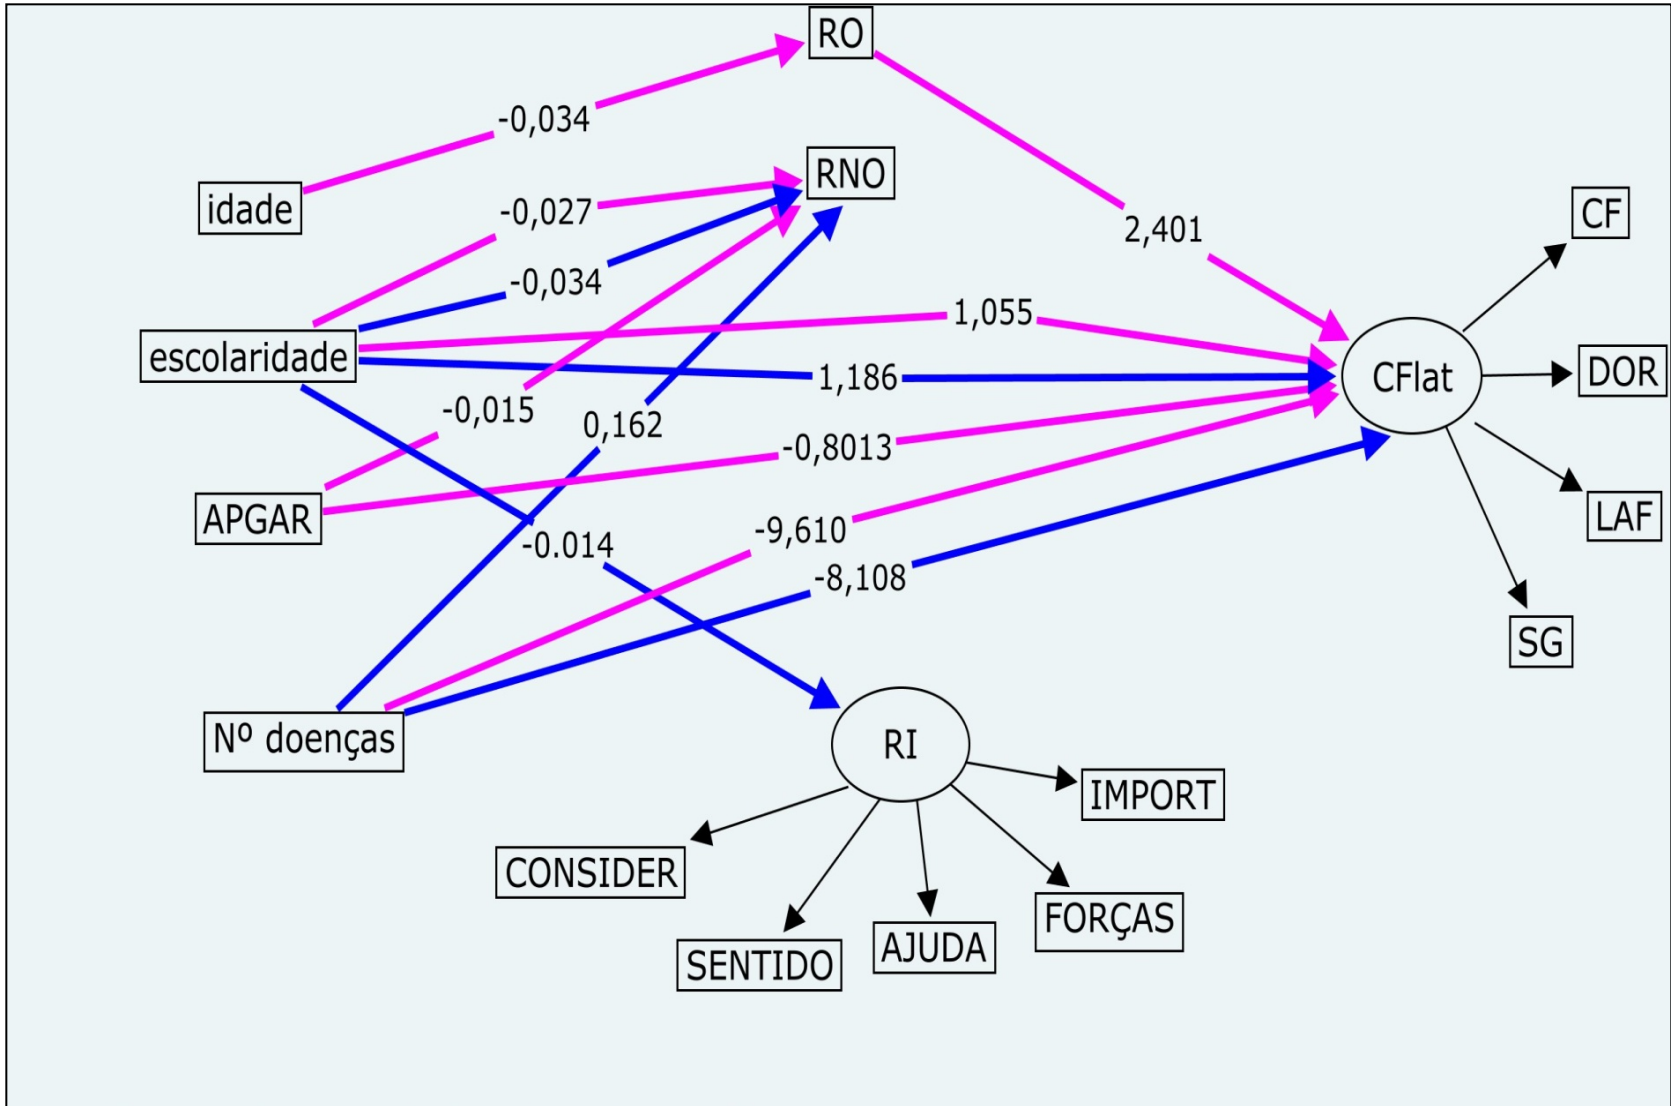 RO
-0,034
RNO
idade
-0,027
CF
2,401
-0,034
1,055
escolaridade
1,186
CFlat
DOR
-0,015
0,162
-0,8013
APGAR
LAF
-9,610
-0.014
-8,108
SG
Nº doenças
RI
IMPORT
CONSIDER
FORÇAS
AJUDA
SENTIDO